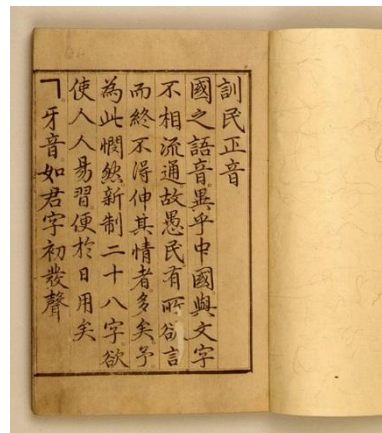 訓民正音
國之語音異乎中國與文字
不相流通故愚民有所欲言
而終不得伸其情者多矣予
為此憫然新制二十八字欲
使人人易習便於日用矣
ㄱ牙音如君字初發聲